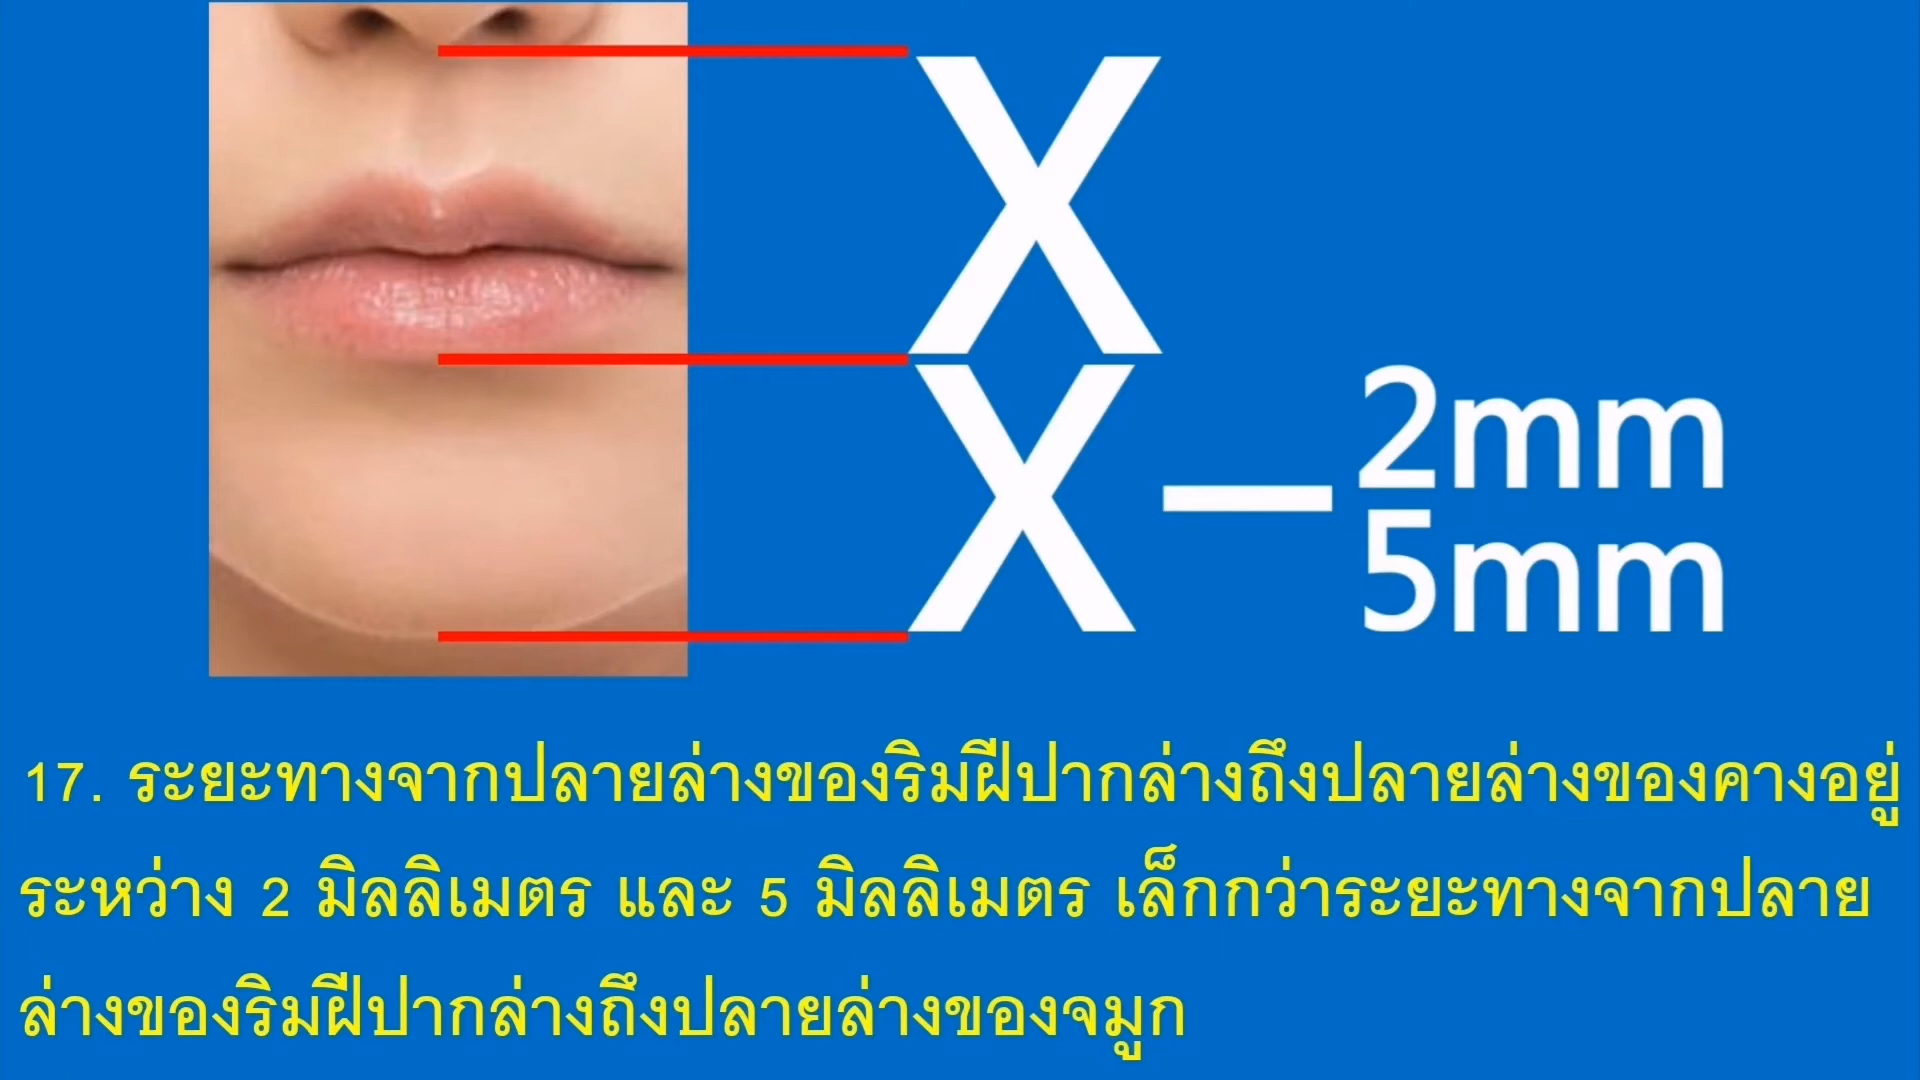 X
X – 2mm
5mm
17. ระยะทางจากปลายล่างของริมฝีปากล่างถึงปลายล่างของคางอยู่
ระหว่าง 2 มิลลิเมตร และ 5 มิลลิเมตร เล็กกว่าระยะทางจากปลาย
ล่างของริมฝีปากล่างถึงปลายล่างของจมูก